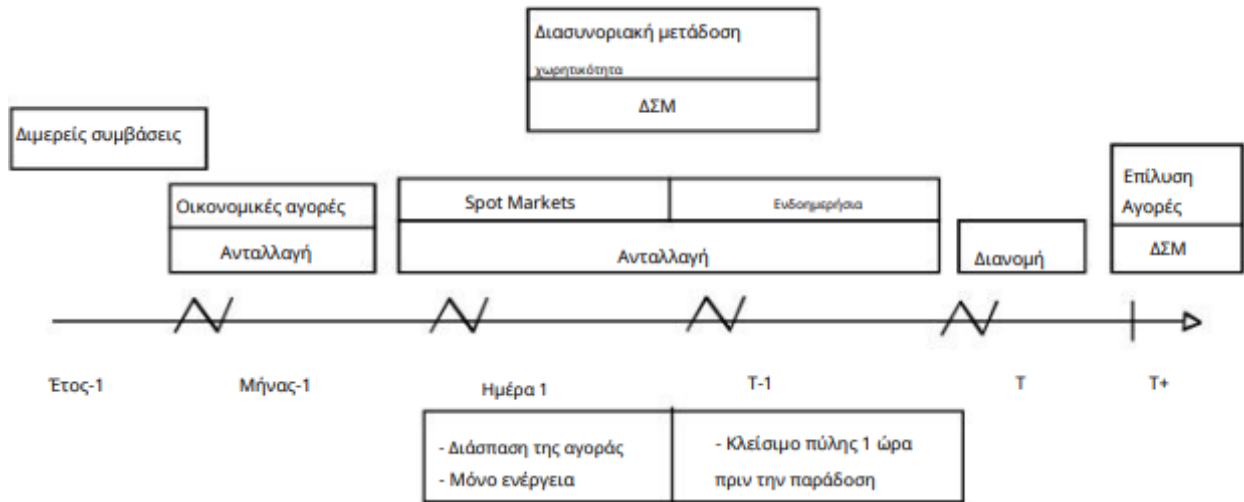 Διασυνοριακή μετάδοση
χωρητικότητα
ΔΣΜ
Διμερείς συμβάσεις
Επίλυση
Αγορές
ΔΣΜ
Οικονομικές αγορές
Ανταλλαγή
Spot Markets
Ενδοημερήσια
Ανταλλαγή
Διανομή
Έτος-1
Μήνας-1
Ημέρα 1
T-1
T
T+
- Διάσπαση της αγοράς
- Μόνο ενέργεια
- Κλείσιμο πύλης 1 ώρα
πριν την παράδοση